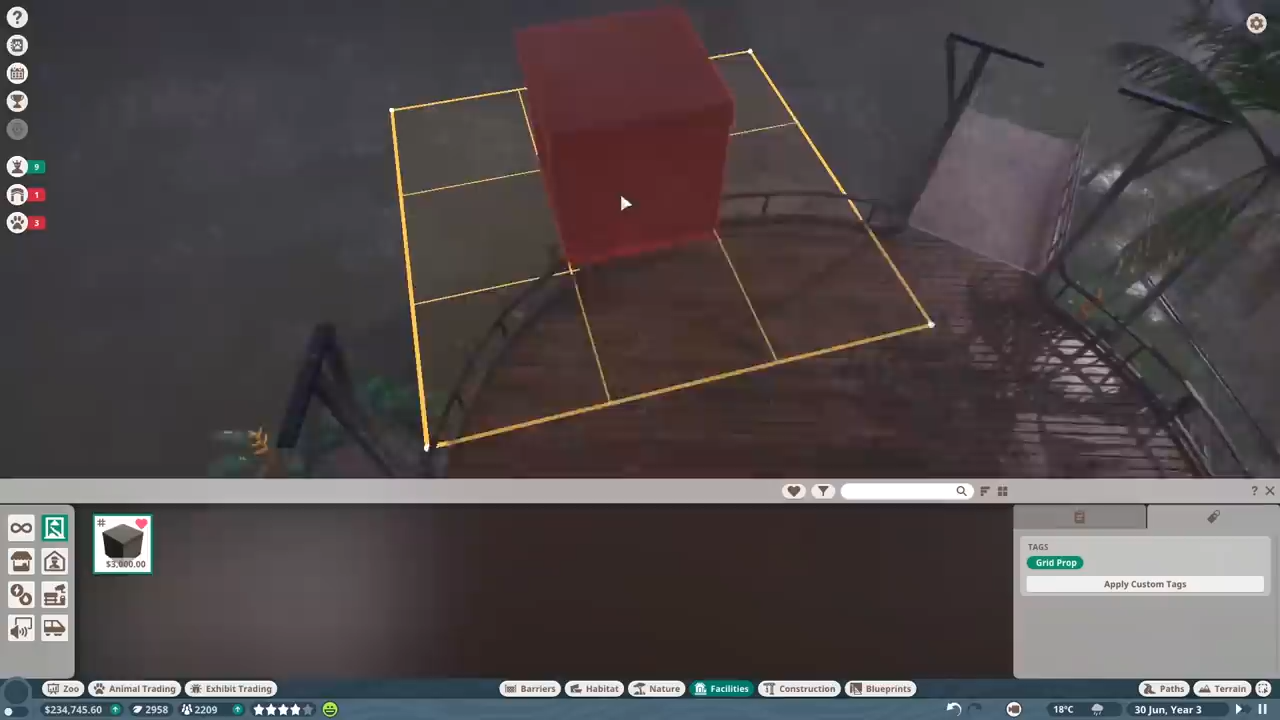 ?
9
1
3
? ×
#
$3,000.00
TAGS
Grid Prop
Apply Custom Tags
Zoo Animal Trading Exhibit Trading Barriers Habitat Nature Facilities Construction Blueprints Paths Terrain
$234,745.60 2958 2209 18°C 30 Jun, Year 3